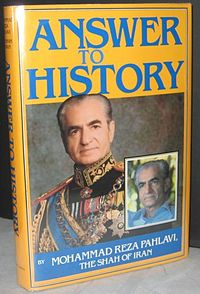 ANSWER
TO
HISTORY
BY MOHAMMAD REZA PAHLAVI,
THE SHAH OF IRAN
ANSWER TO HISTORY